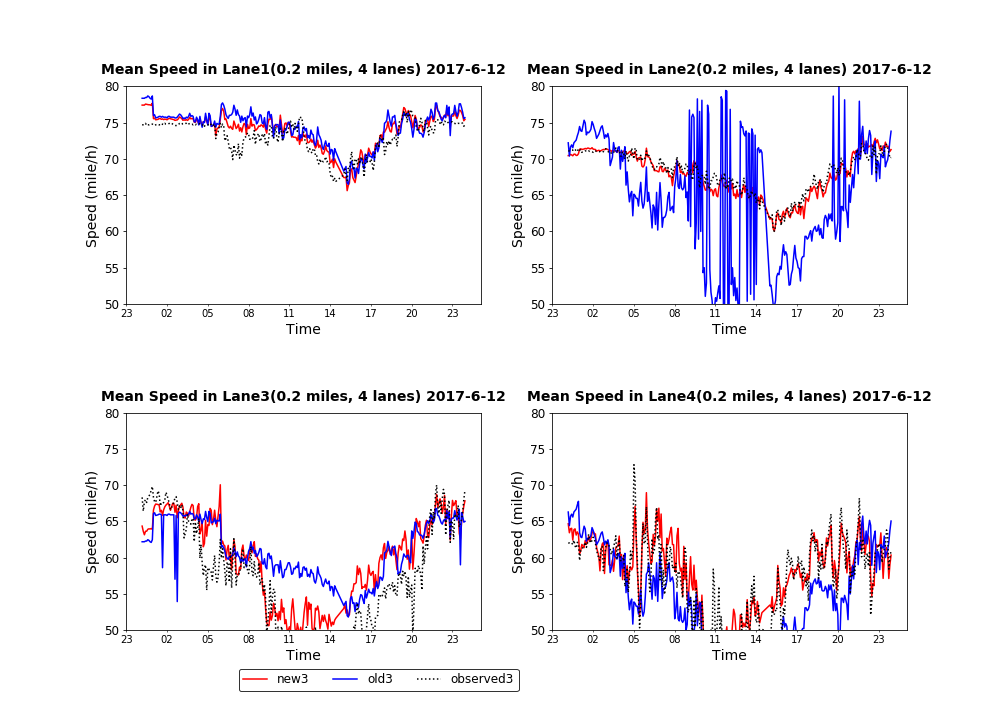 Mean Speed in Lane1(0.2 miles, 4 lanes) 2017-6-12
80
75
70
65
60
55
50
Speed (mile/h)
23 02 05 08 11 14 17 20 23
Time
Mean Speed in Lane2(0.2 miles, 4 lanes) 2017-6-12
80
75
70
65
60
55
50
Speed (mile/h)
23 02 05 08 11 14 17 20 23
Time
Mean Speed in Lane3(0.2 miles, 4 lanes) 2017-6-12
80
75
70
65
60
55
50
Speed (mile/h)
23 02 05 08 11 14 17 20 23
Time
Mean Speed in Lane4(0.2 miles, 4 lanes) 2017-6-12
80
75
70
65
60
55
50
Speed (mile/h)
23 02 05 08 11 14 17 20 23
Time
new3 old3 observed3